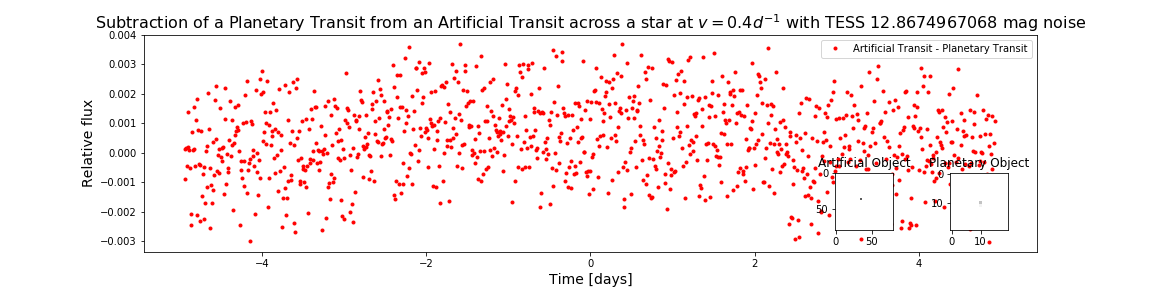 Subtraction of a Planetary Transit from an Artificial Transit across a star at v = 0.4d⁻¹ with TESS 12.8674967068 mag noise
Artificial Transit - Planetary Transit
Relative flux
0.004
0.003
0.002
0.001
0.000
−0.001
−0.002
−0.003
Artificial Object
0
50
0 50
Planetary Object
0
10
0 10
−4 −2 0 2 4
Time [days]